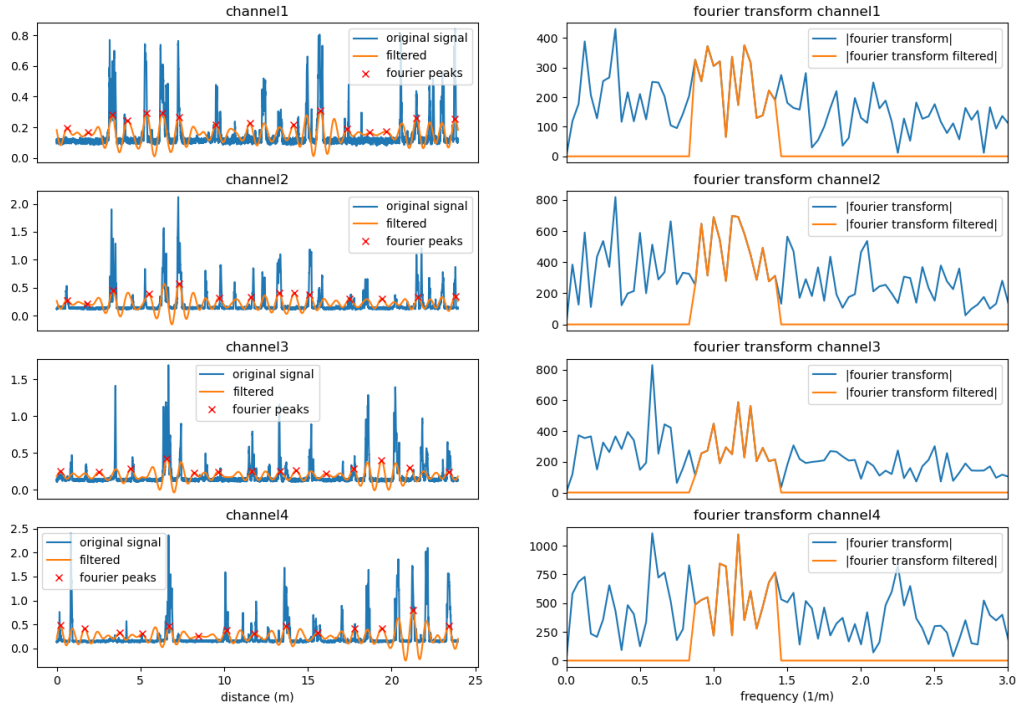 channel1
0.8
0.6
0.4
0.2
0.0
original signal
filtered
fourier peaks
fourier transform channel1
400
300
200
100
0
|fourier transform|
|fourier transform filtered|
channel2
2.0
1.5
1.0
0.5
0.0
original signal
filtered
fourier peaks
fourier transform channel2
800
600
400
200
0
|fourier transform|
|fourier transform filtered|
channel3
1.5
1.0
0.5
0.0
original signal
filtered
fourier peaks
fourier transform channel3
800
600
400
200
0
|fourier transform|
|fourier transform filtered|
channel4
2.5
2.0
1.5
1.0
0.5
0.0
original signal
filtered
fourier peaks
0 5 10 15 20 25
distance (m)
fourier transform channel4
1000
750
500
250
0
|fourier transform|
|fourier transform filtered|
0.0 0.5 1.0 1.5 2.0 2.5 3.0
frequency (1/m)